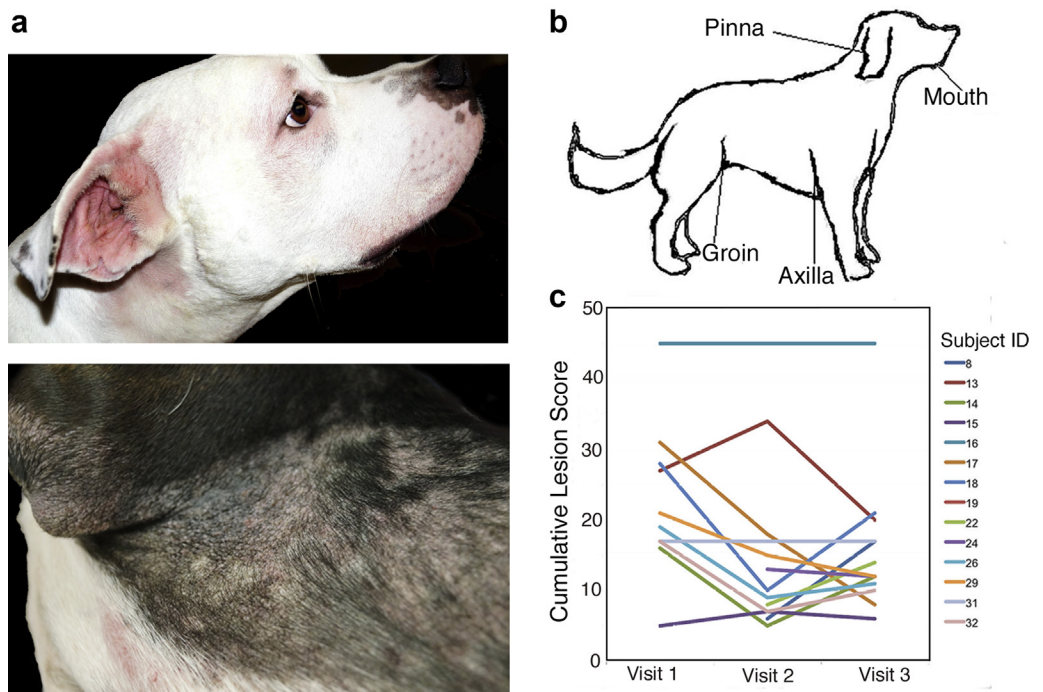 a
b
Pinna
Mouth
Groin
Axilla
c
Cumulative Lesion Score
50
40
30
20
10
0
Visit 1
Visit 2
Visit 3
Subject ID
8
13
14
15
16
17
18
19
22
24
26
29
31
32